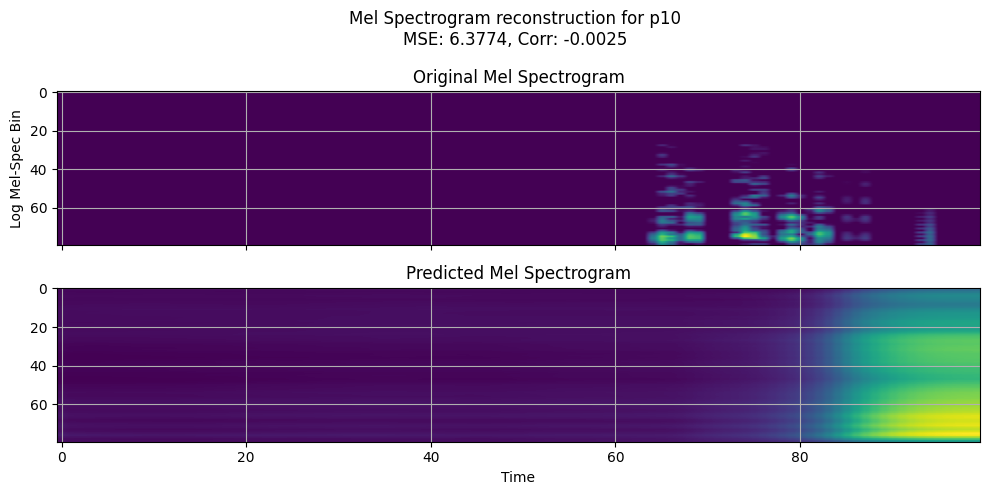 Mel Spectrogram reconstruction for p10
MSE: 6.3774, Corr: -0.0025
Original Mel Spectrogram
Log Mel-Spec Bin
0
20
40
60
Predicted Mel Spectrogram
0
20
40
60
0 20 40 60 80
Time